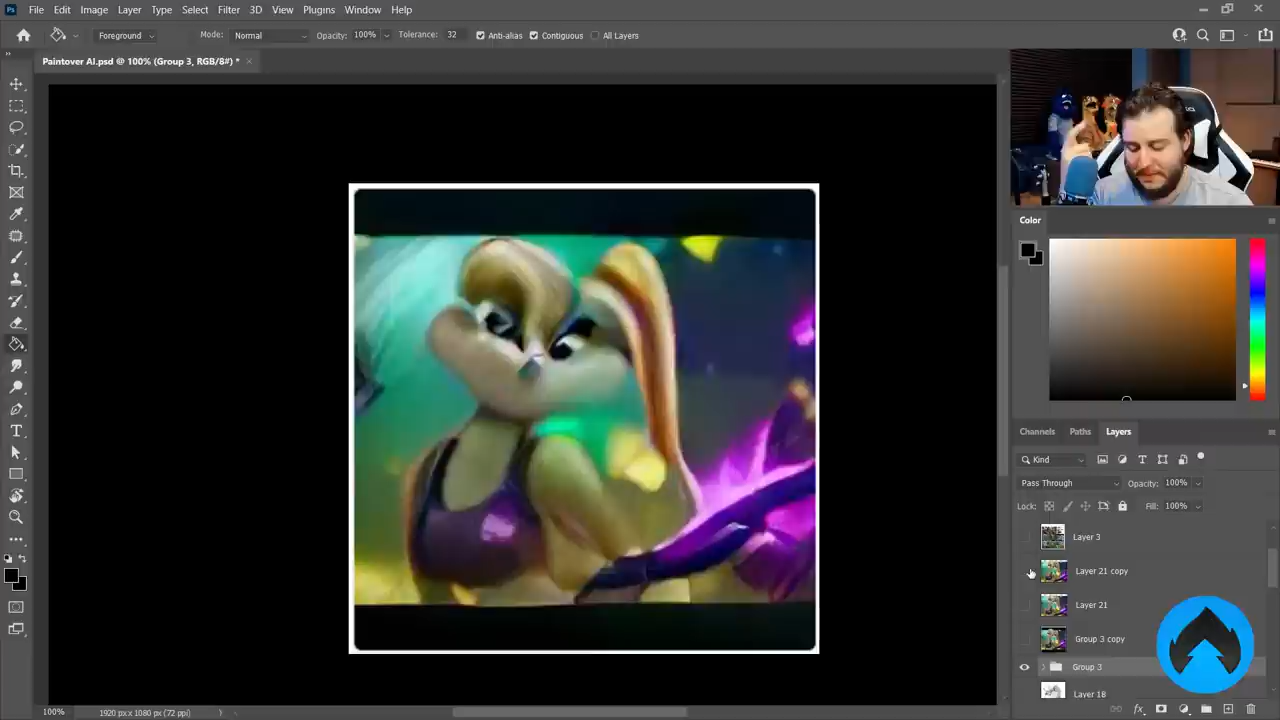 Ps File Edit Image Layer Type Select Filter 3D View Plugins Window Help
Foreground Mode: Normal Opacity: 100% Tolerance: 32 Anti-alias Contiguous All Layers
Paintover AI.psd @ 100% (Group 3, RGB/8#) *
Color
Channels Paths Layers
Kind
Pass Through Opacity: 100%
Lock: Fill: 100%
Layer 3
Layer 21 copy
Layer 21
Group 3 copy
Group 3
Layer 18
100% 1920 px x 1080 px (72 ppi)